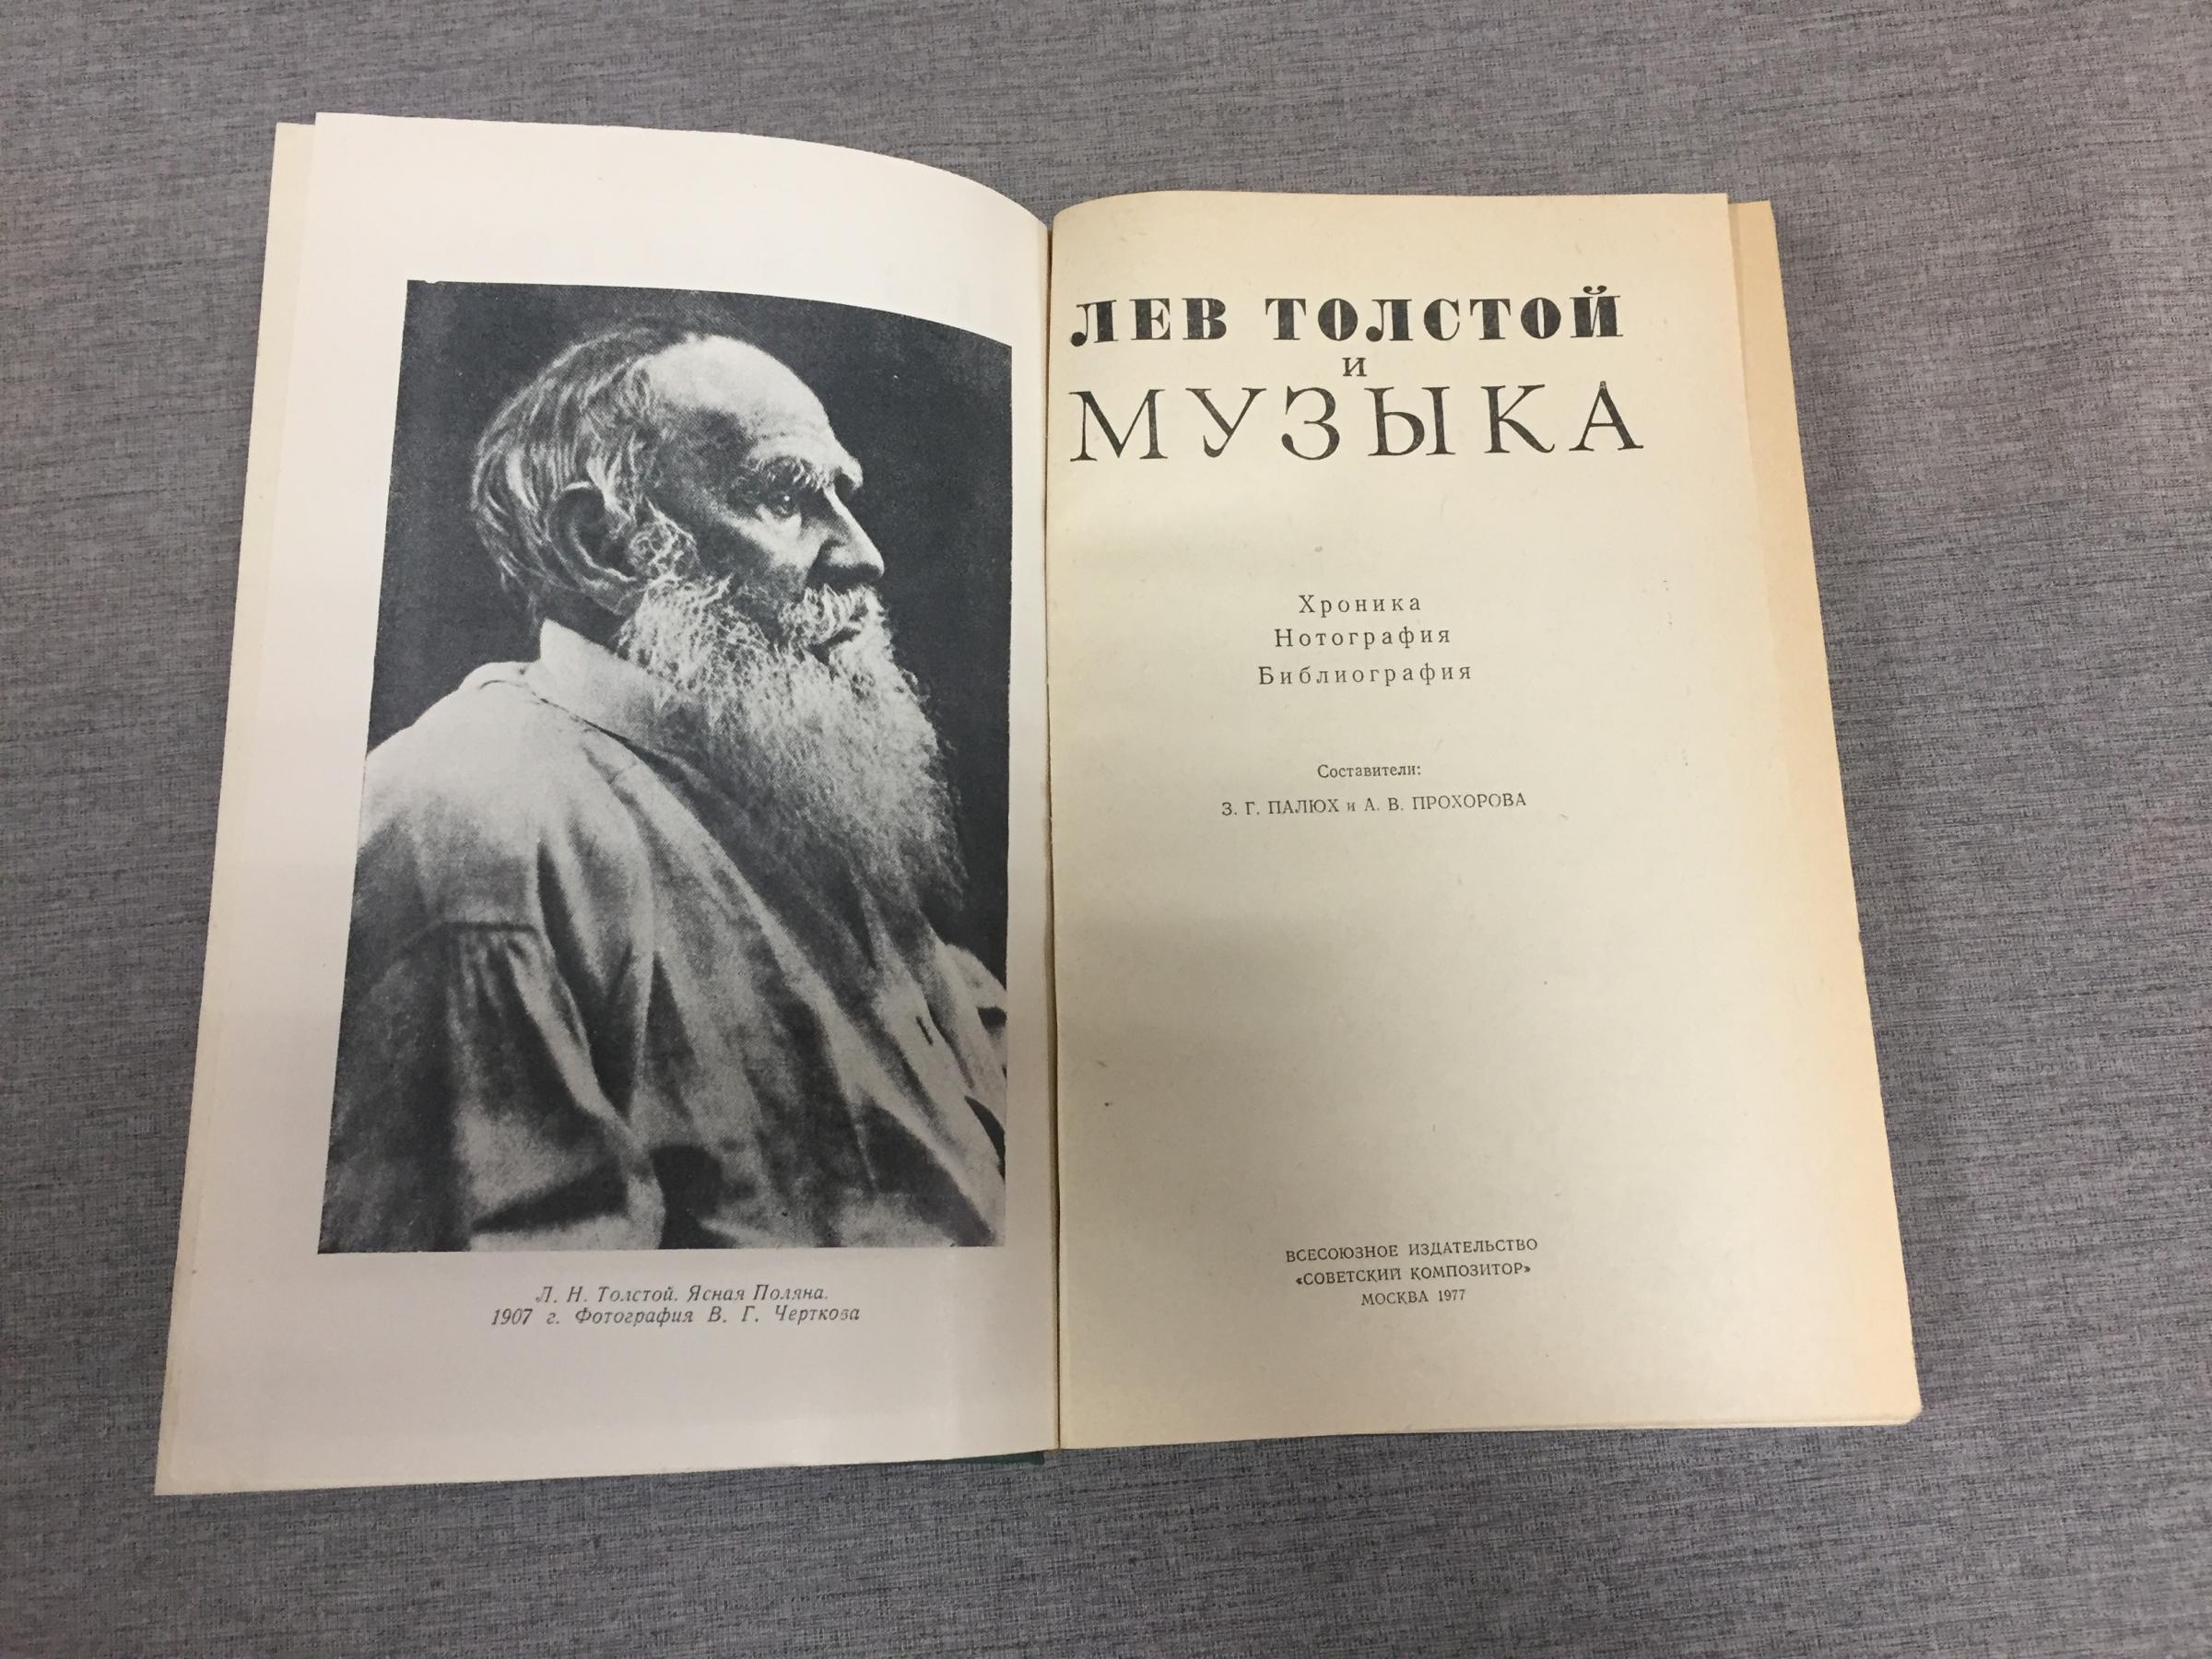 Л. Н. Толстой. Ясная Поляна.
1907 г. Фотография В. Г. Черткова
ЛЕВ ТОЛСТОЙ
И
МУЗЫКА
Хроника
Нотография
Библиография
Составители:
З. Г. ПАЛЮХ и А. В. ПРОХОРОВА
ВСЕСОЮЗНОЕ ИЗДАТЕЛЬСТВО
«СОВЕТСКИЙ КОМПОЗИТОР»
МОСКВА 1977